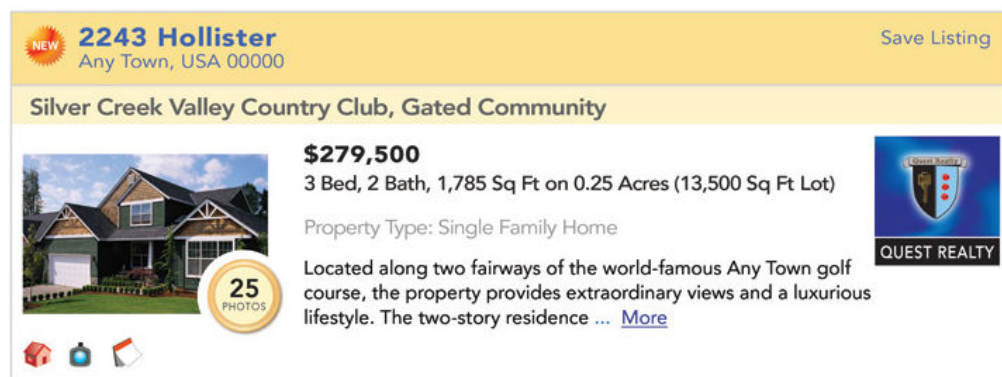 NEW
2243 Hollister
Any Town, USA 00000
Save Listing
Silver Creek Valley Country Club, Gated Community
$279,500
3 Bed, 2 Bath, 1,785 Sq Ft on 0.25 Acres (13,500 Sq Ft Lot)
Property Type: Single Family Home
Located along two fairways of the world-famous Any Town golf
course, the property provides extraordinary views and a luxurious
lifestyle. The two-story residence ... More
25
PHOTOS
Quest Realty
QUEST REALTY